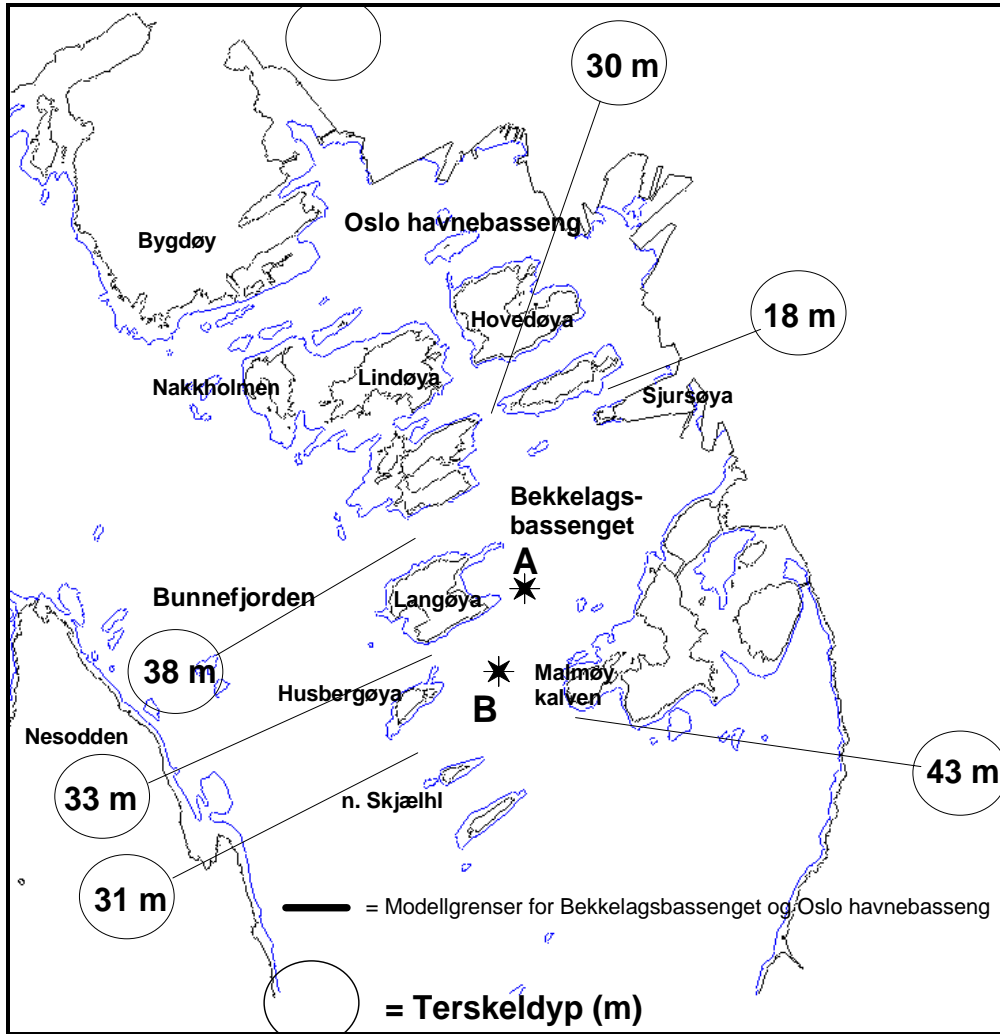 30 m
Oslo havnebasseng
Bygdøy
18 m
Hovedøya
Nakkholmen
Lindøya
Sjursøya
Bekkelags-
bassenget
A
Bunnefjorden
Langøya
38 m
Husbergøya
B
Malmøy
kalven
Nesodden
33 m
43 m
n. Skjælhl
31 m
= Modellgrenser for Bekkelagsbassenget og Oslo havnebasseng
= Terskeldyp (m)